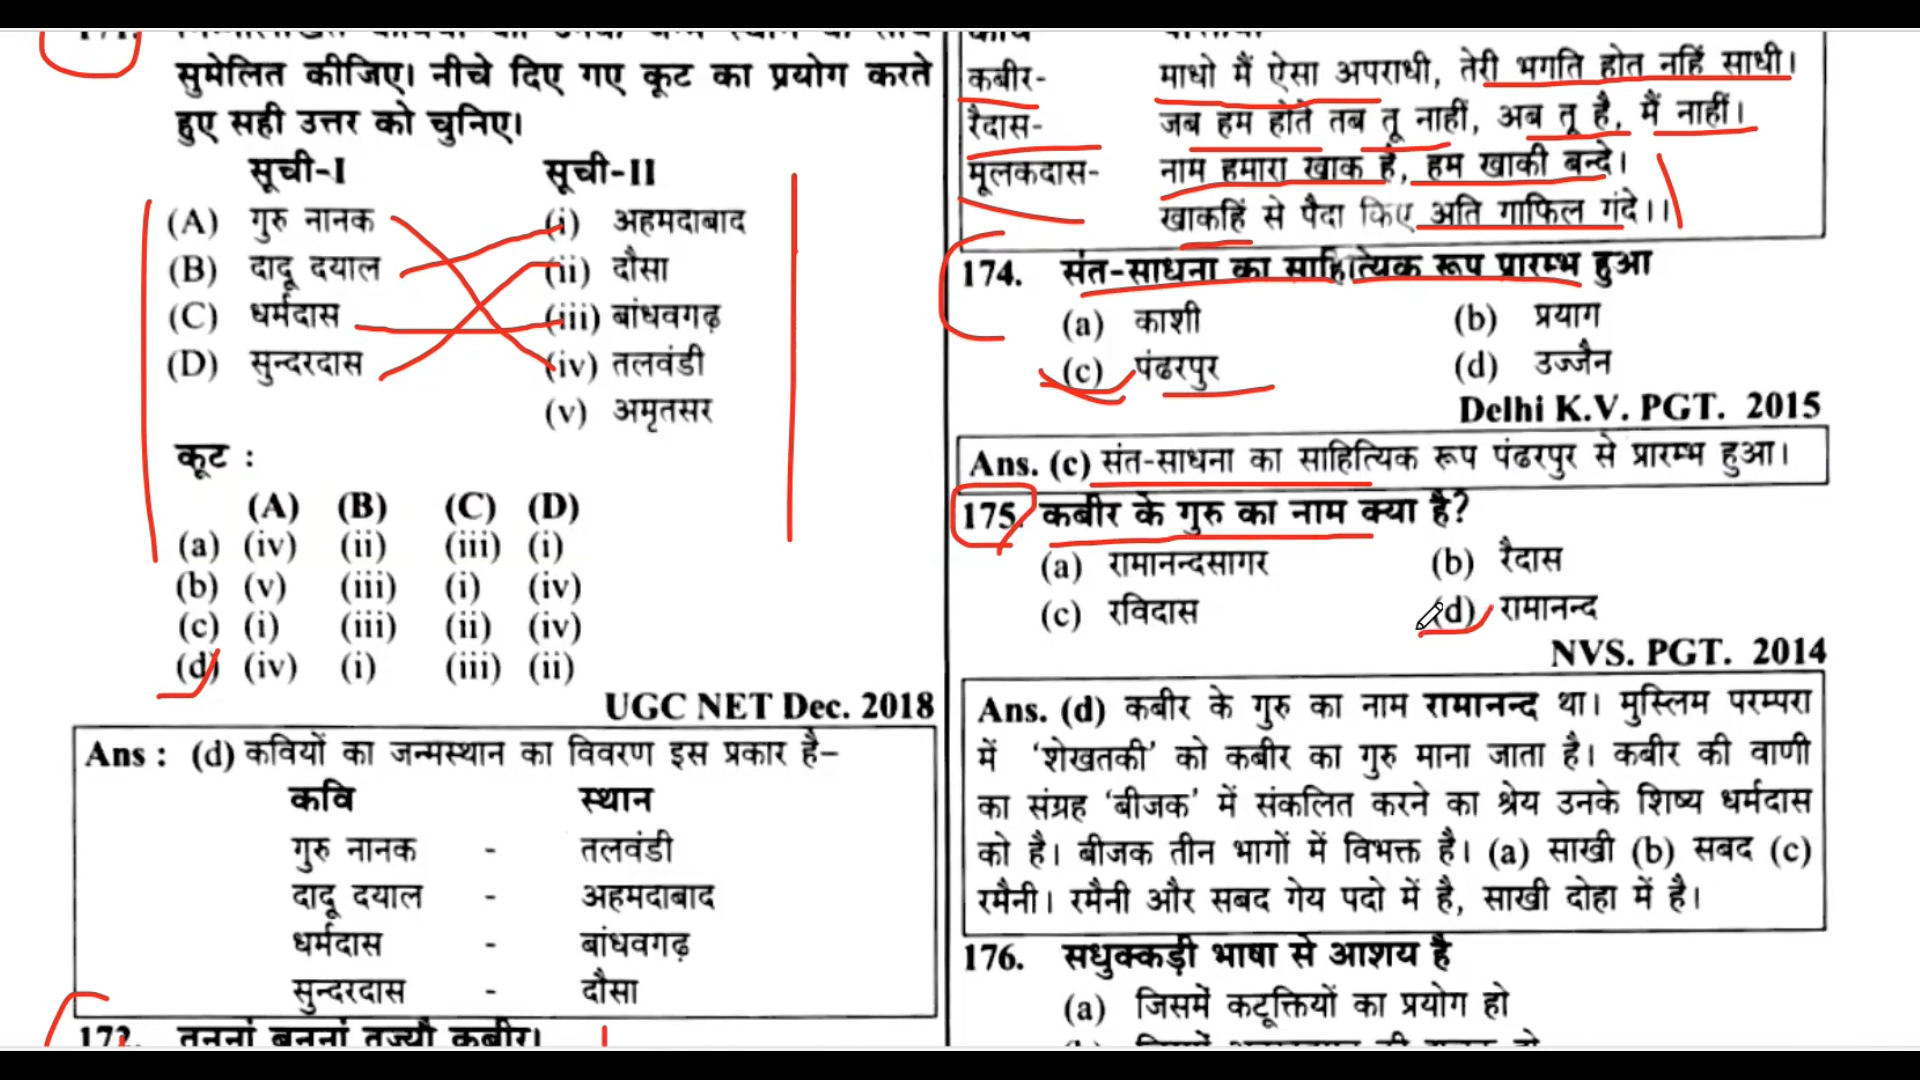 171.
सुमेलित कीजिए। नीचे दिए गए कूट का प्रयोग करते
हुए सही उत्तर को चुनिए।
सूची-I सूची-II
(A) गुरु नानक (i) अहमदाबाद
(B) दादू दयाल (ii) दौसा
(C) धर्मदास (iii) बांधवगढ़
(D) सुन्दरदास (iv) तलवंडी
(v) अमृतसर
कूट :
(A) (B) (C) (D)
(a) (iv) (ii) (iii) (i)
(b) (v) (iii) (i) (iv)
(c) (i) (iii) (ii) (iv)
(d) (iv) (i) (iii) (ii)
UGC NET Dec. 2018
Ans : (d) कवियों का जन्मस्थान का विवरण इस प्रकार है–
कवि स्थान
गुरु नानक - तलवंडी
दादू दयाल - अहमदाबाद
धर्मदास - बांधवगढ़
सुन्दरदास - दौसा
172. तननां बुननां तज्यौ कबीर।
कबीर- माधो मैं ऐसा अपराधी, तेरी भगति होत नहिं साधी।
रैदास- जब हम होते तब तू नाहीं, अब तू है, मैं नाहीं।
मूलकदास- नाम हमारा खाक है, हम खाकी बन्दे।
खाकहिं से पैदा किए अति गाफिल गंदे।।
174. संत-साधना का साहित्येक रूप प्रारम्भ हुआ
(a) काशी (b) प्रयाग
(c) पंढरपुर (d) उज्जैन
Delhi K.V. PGT. 2015
Ans. (c) संत-साधना का साहित्यिक रूप पंढरपुर से प्रारम्भ हुआ।
175. कबीर के गुरु का नाम क्या है?
(a) रामानन्दसागर (b) रैदास
(c) रविदास (d) रामानन्द
NVS. PGT. 2014
Ans. (d) कबीर के गुरु का नाम रामानन्द था। मुस्लिम परम्परा
में ‘शेखतकी’ को कबीर का गुरु माना जाता है। कबीर की वाणी
का संग्रह ‘बीजक’ में संकलित करने का श्रेय उनके शिष्य धर्मदास
को है। बीजक तीन भागों में विभक्त है। (a) साखी (b) सबद (c)
रमैनी। रमैनी और सबद गेय पदो में है, साखी दोहा में है।
176. सधुक्कड़ी भाषा से आशय है
(a) जिसमें कटूक्तियों का प्रयोग हो